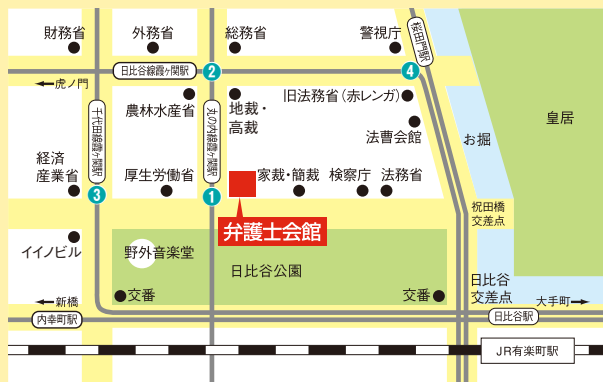 財務省
外務省
総務省
警視庁
桜田門駅
日比谷線霞ヶ関駅
2
4
虎ノ門
農林水産省
地裁・
高裁
旧法務省(赤レンガ)
法曹会館
千代田線霞ヶ関駅
丸の内線霞ヶ関駅
お掘
皇居
経済
産業省
厚生労働省
家裁・簡裁
検察庁
法務省
3
1
祝田橋
交差点
弁護士会館
イイノビル
野外音楽堂
日比谷公園
日比谷
交差点
交番
交番
新橋
大手町
内幸町駅
日比谷駅
JR有楽町駅